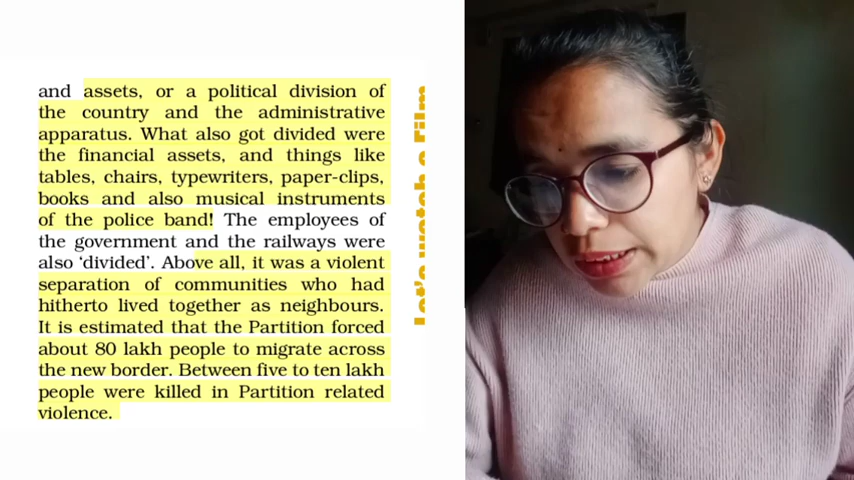 and assets, or a political division of
the country and the administrative
apparatus. What also got divided were
the financial assets, and things like
tables, chairs, typewriters, paper-clips,
books and also musical instruments
of the police band! The employees of
the government and the railways were
also ‘divided’. Above all, it was a violent
separation of communities who had
hitherto lived together as neighbours.
It is estimated that the Partition forced
about 80 lakh people to migrate across
the new border. Between five to ten lakh
people were killed in Partition related
violence.
Let’s watch a Film